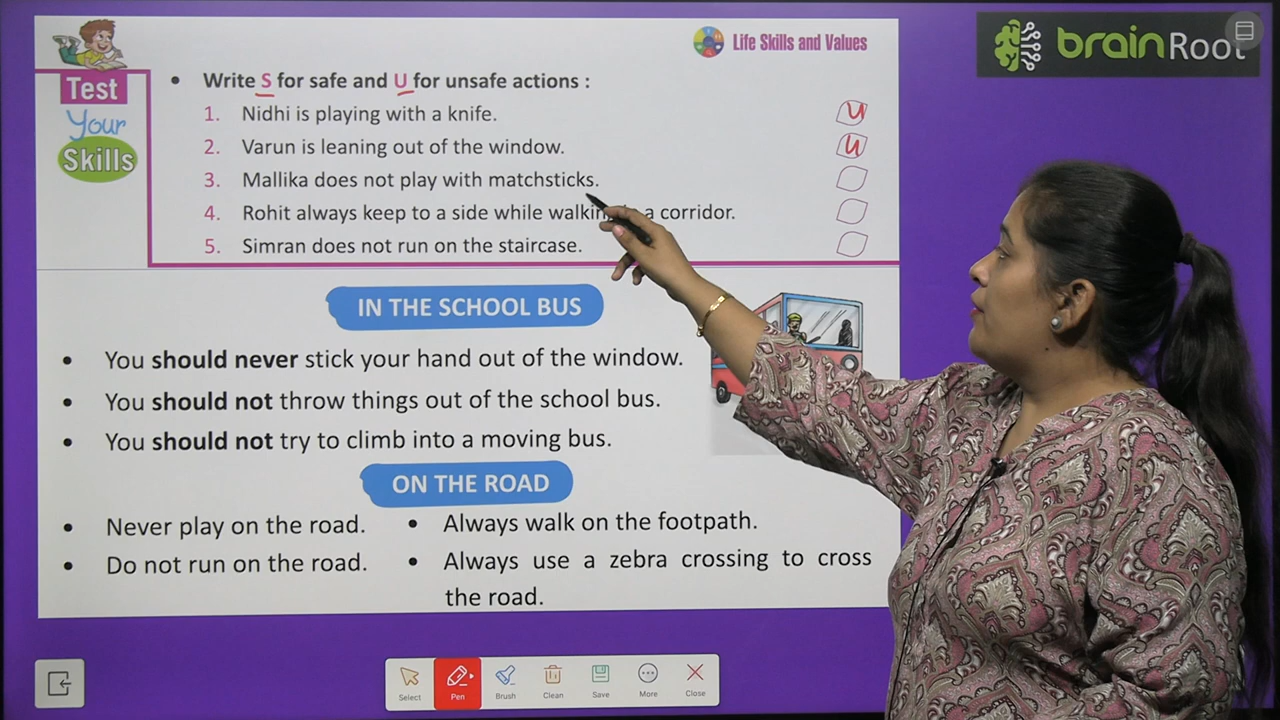 Life Skills and Values
brainRoot
Test
Your
Skills
• Write S for safe and U for unsafe actions :
1. Nidhi is playing with a knife. U
2. Varun is leaning out of the window. U
3. Mallika does not play with matchsticks.
4. Rohit always keep to a side while a corridor.
5. Simran does not run on the staircase.
IN THE SCHOOL BUS
• You should never stick your hand out of the window.
• You should not throw things out of the school bus.
• You should not try to climb into a moving bus.
ON THE ROAD
• Never play on the road.
• Do not run on the road.
• Always walk on the footpath.
• Always use a zebra crossing to cross
the road.
Select
Pen
Brush
Clean
Save
More
Close